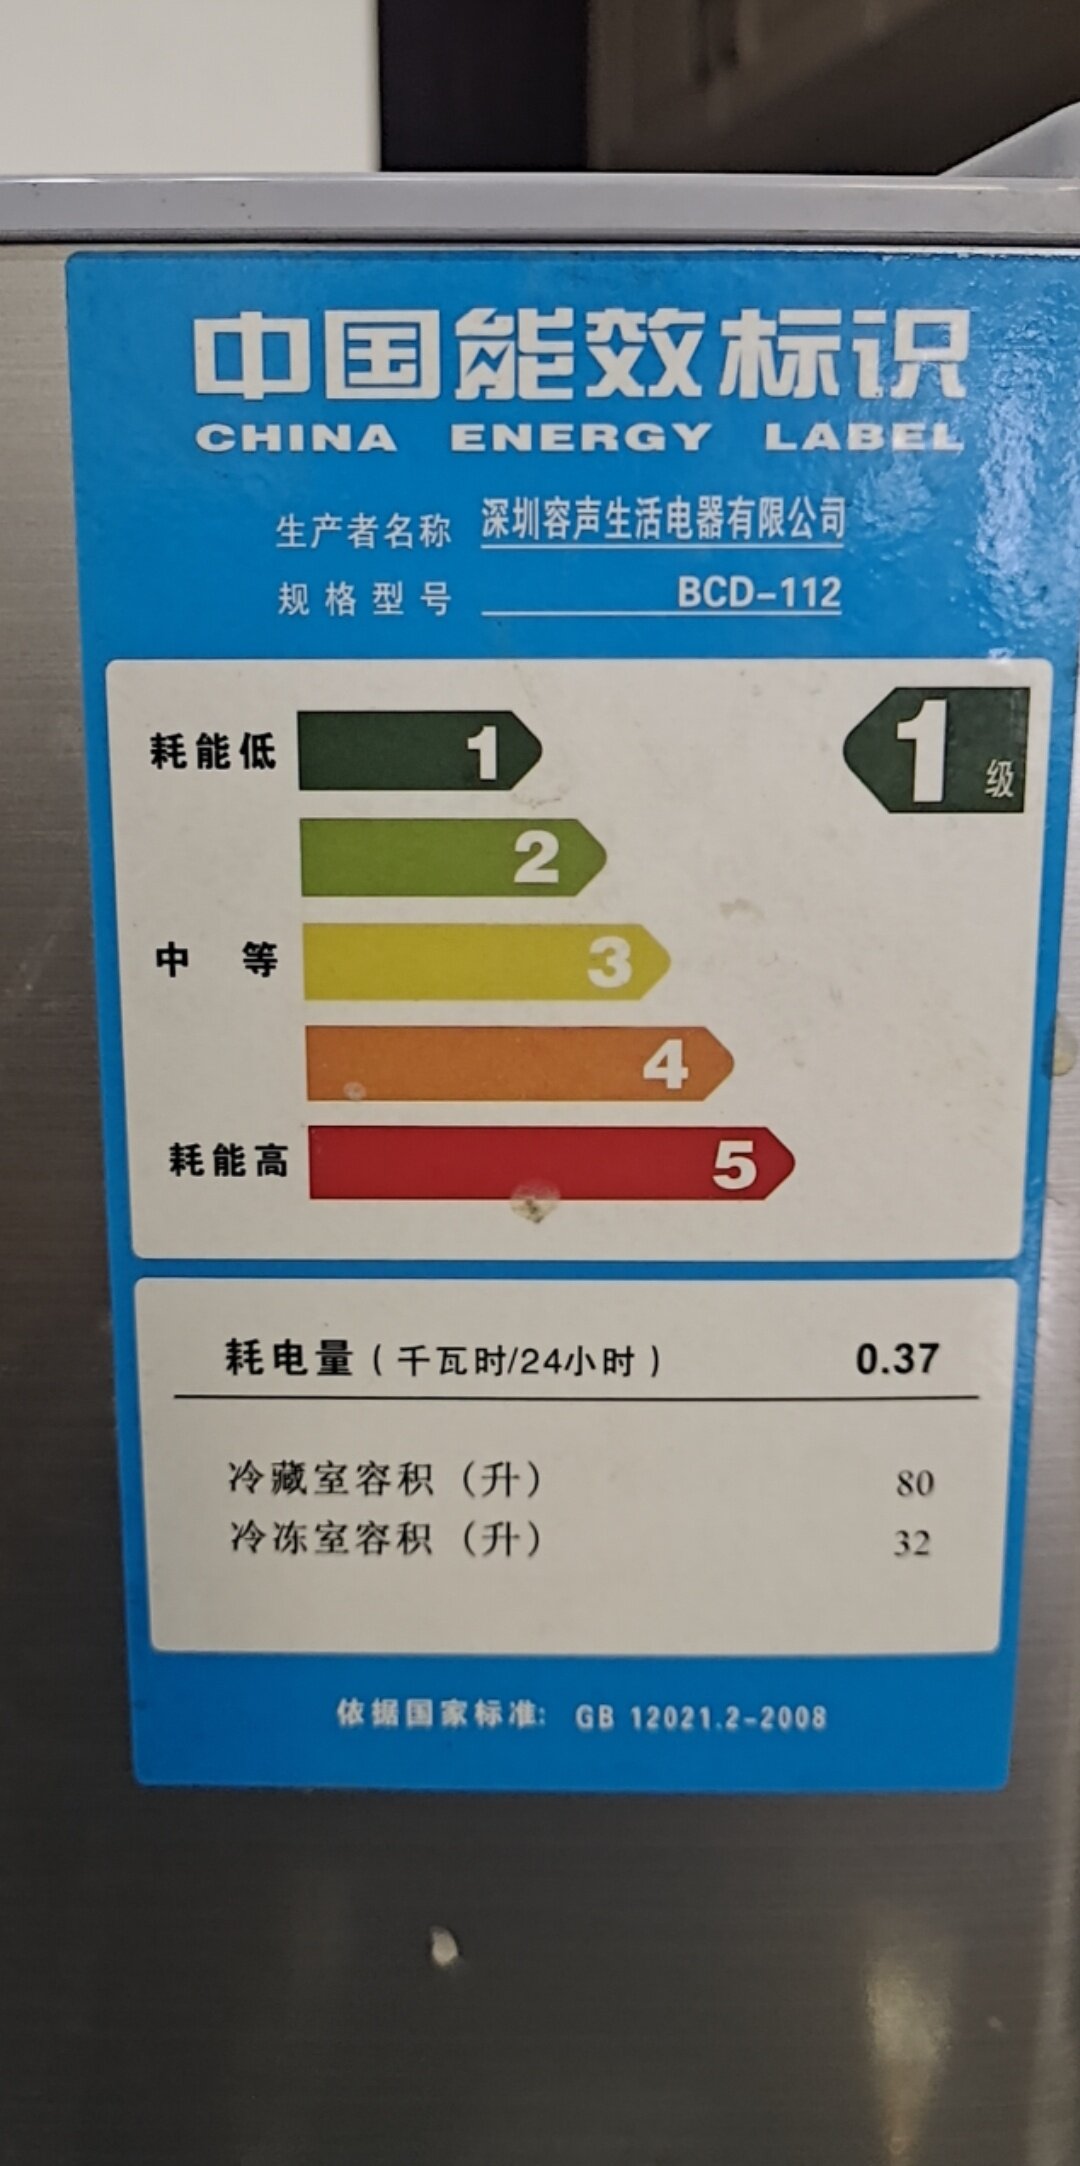 中国能效标识
CHINA ENERGY LABEL
生产者名称 深圳容声生活电器有限公司
规格型号 BCD-112
耗能低 1 1级
2
中等 3
4
耗能高 5
耗电量(千瓦时/24小时) 0.37
冷藏室容积(升) 80
冷冻室容积(升) 32
依据国家标准: GB 12021.2-2008